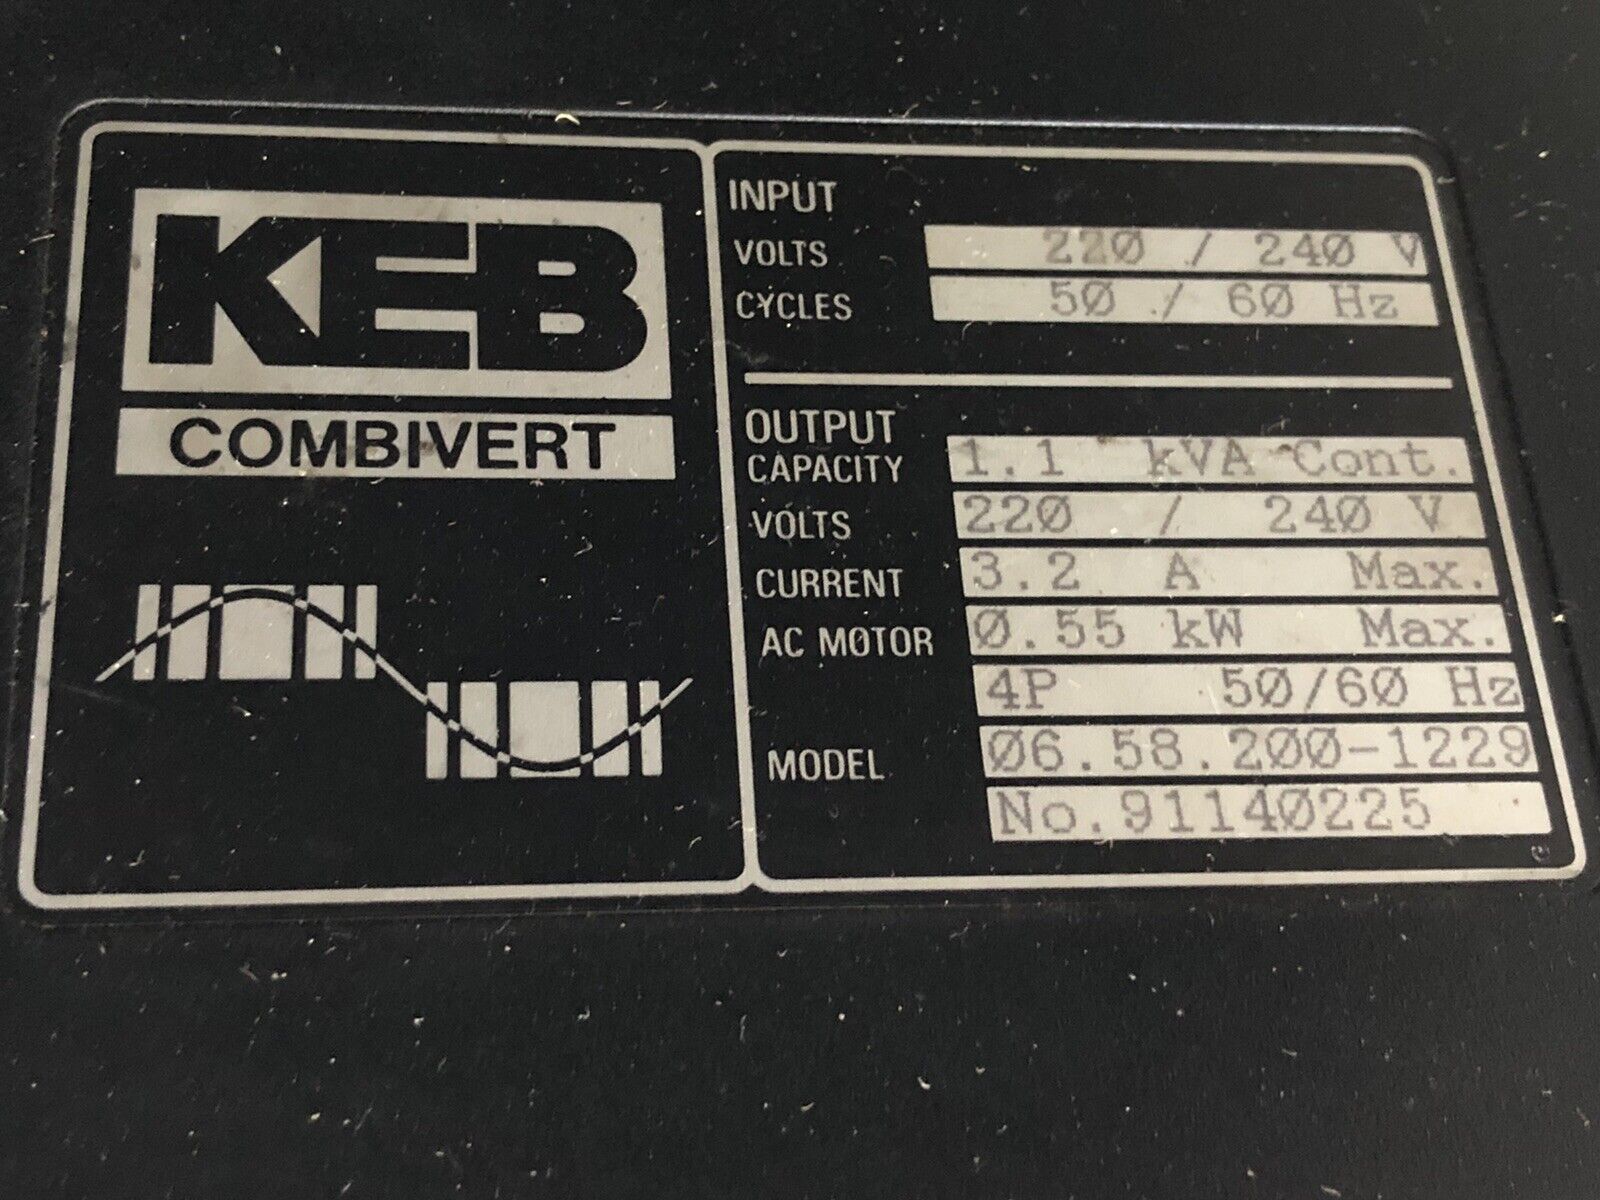 KEB
COMBIVERT
INPUT
VOLTS 220 / 240 V
CYCLES 50 / 60 Hz
OUTPUT
CAPACITY 1.1 kVA Cont.
VOLTS 220 / 240 V
CURRENT 3.2 A Max.
AC MOTOR 0.55 kW Max.
4P 50/60 Hz
MODEL 06.58.200-1229
No.91140225